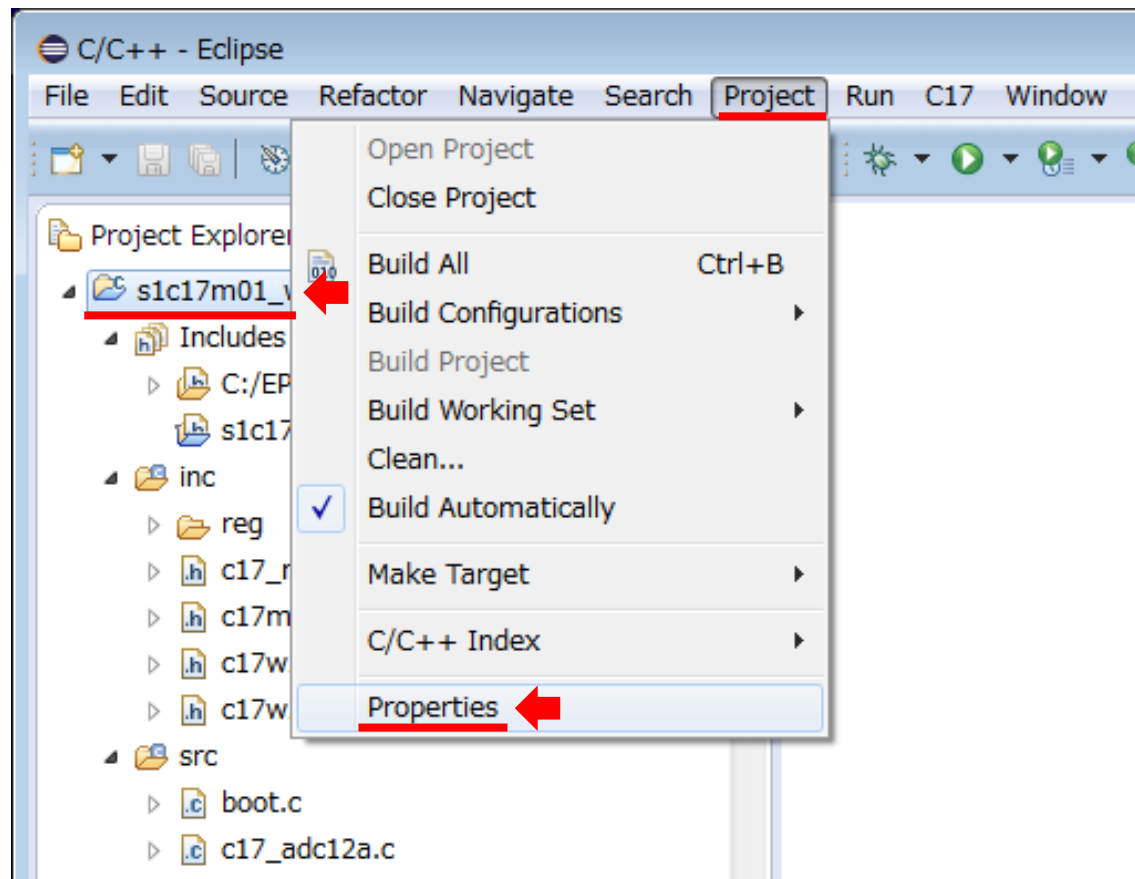 C/C++ - Eclipse
File Edit Source Refactor Navigate Search Project Run C17 Window
Open Project
Close Project
Build All Ctrl+B
Build Configurations
Build Project
Build Working Set
Clean...
Build Automatically
Make Target
C/C++ Index
Properties
Project Explorer
s1c17m01_
Includes
C:/EP
s1c17
inc
reg
c17_r
c17m
c17w
c17w
src
boot.c
c17_adc12a.c